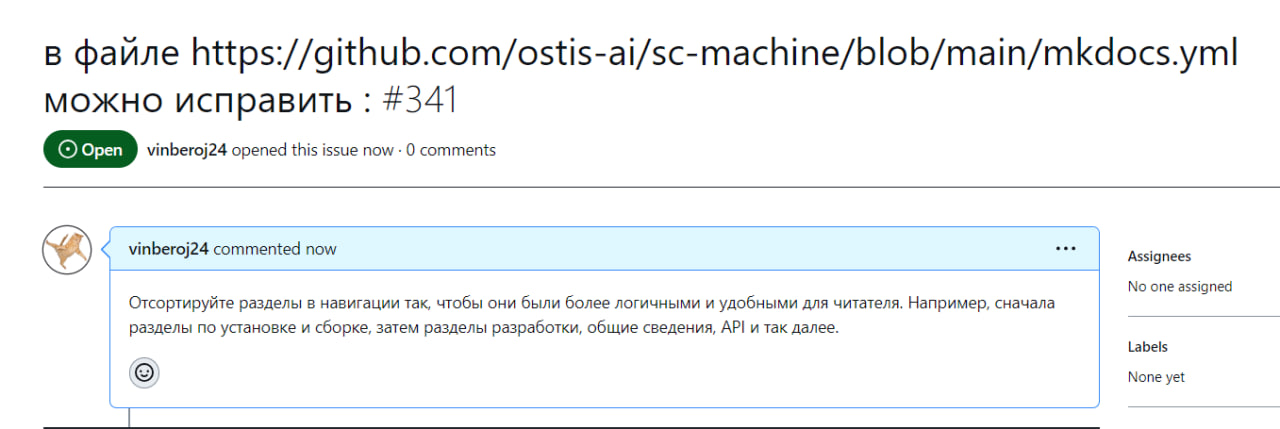 в файле https://github.com/ostis-ai/sc-machine/blob/main/mkdocs.yml
можно исправить : #341
Open vinberoj24 opened this issue now · 0 comments
vinberoj24 commented now
Отсортируйте разделы в навигации так, чтобы они были более логичными и удобными для читателя. Например, сначала
разделы по установке и сборке, затем разделы разработки, общие сведения, API и так далее.
Assignees
No one assigned
Labels
None yet